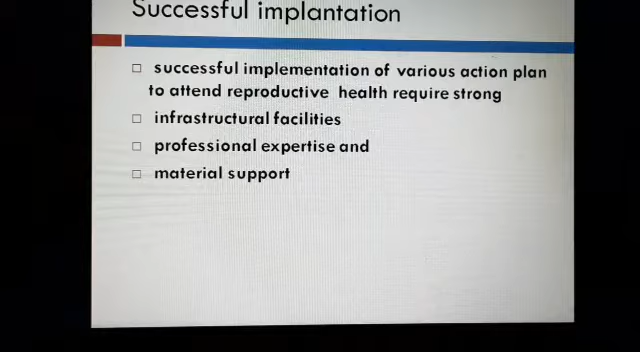 Successful implantation
□ successful implementation of various action plan
to attend reproductive health require strong
□ infrastructural facilities
□ professional expertise and
□ material support